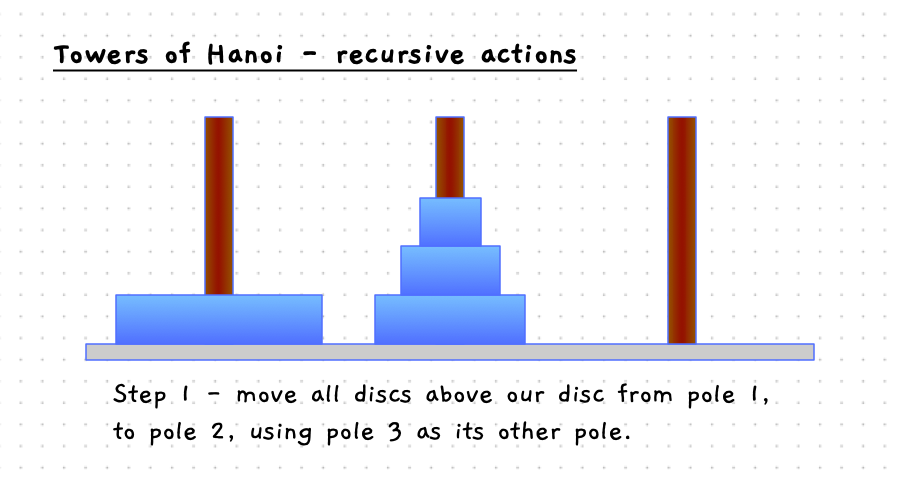 Towers of Hanoi - recursive actions
Step 1 - move all discs above our disc from pole 1,
to pole 2, using pole 3 as its other pole.